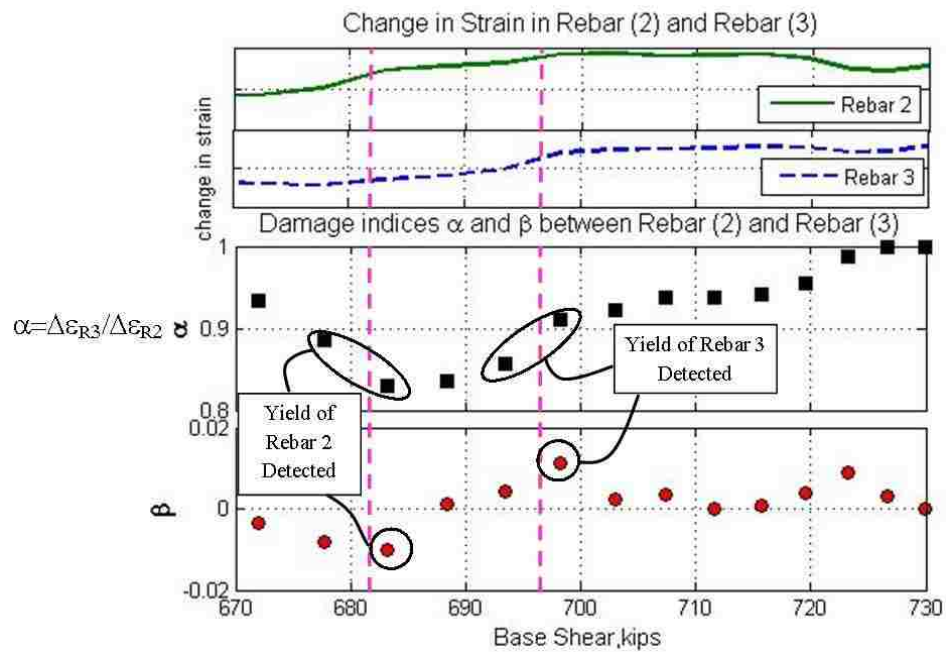 Change in Strain in Rebar (2) and Rebar (3)
change in strain
Rebar 2
Rebar 3
Damage indices α and β between Rebar (2) and Rebar (3)
1
α=Δε_R3/Δε_R2
α
0.9
0.8
Yield of Rebar 3
Detected
Yield of
Rebar 2
Detected
0.02
β
0
-0.02
670 680 690 700 710 720 730
Base Shear,kips